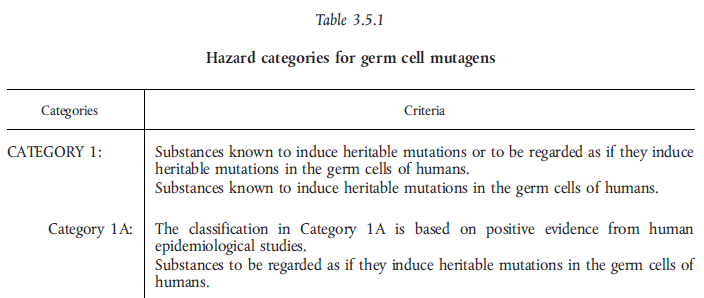 Table 3.5.1
Hazard categories for germ cell mutagens
Categories Criteria
CATEGORY 1: Substances known to induce heritable mutations or to be regarded as if they induce
heritable mutations in the germ cells of humans.
Substances known to induce heritable mutations in the germ cells of humans.
Category 1A: The classification in Category 1A is based on positive evidence from human
epidemiological studies.
Substances to be regarded as if they induce heritable mutations in the germ cells of
humans.